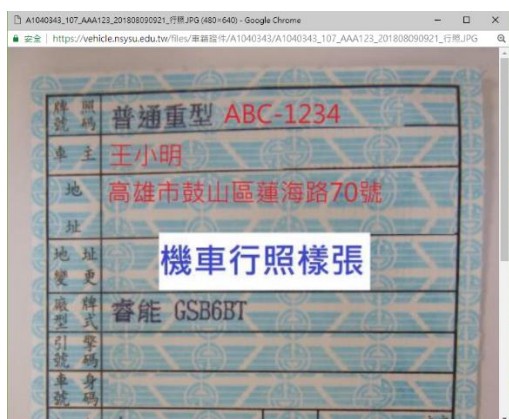 A1040343_107_AAA123_201808090921_行照.JPG (480×640) - Google Chrome
安全 | https://vehicle.nsysu.edu.tw/files/車籍證件/A1040343/A1040343_107_AAA123_201808090921_行照.JPG
牌照號碼 普通重型 ABC-1234
車主 王小明
地址 高雄市鼓山區蓮海路70號
地址變更
機車行照樣張
廠牌型式 睿能 GSB6BT
引擎號碼
車身號碼